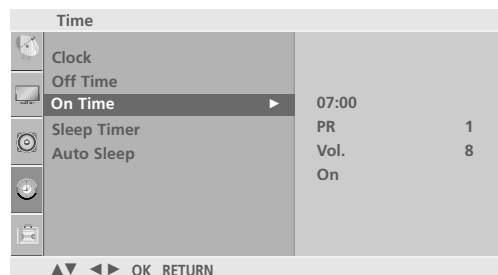 Time
Clock
Off Time
On Time ► 07:00
Sleep Timer PR 1
Auto Sleep Vol. 8
On
▲▼ ◄► OK RETURN